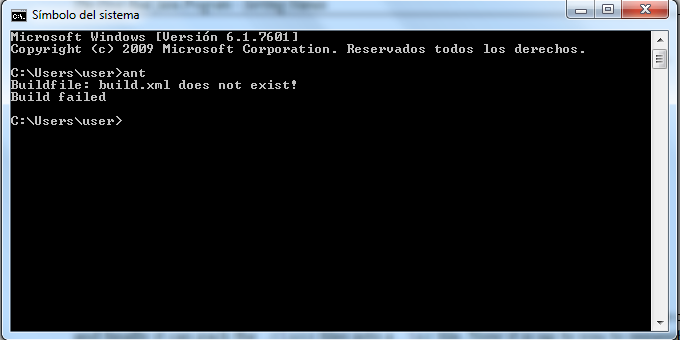 Símbolo del sistema
Microsoft Windows [Versión 6.1.7601]
Copyright (c) 2009 Microsoft Corporation. Reservados todos los derechos.
C:\Users\user>ant
Buildfile: build.xml does not exist!
Build failed
C:\Users\user>